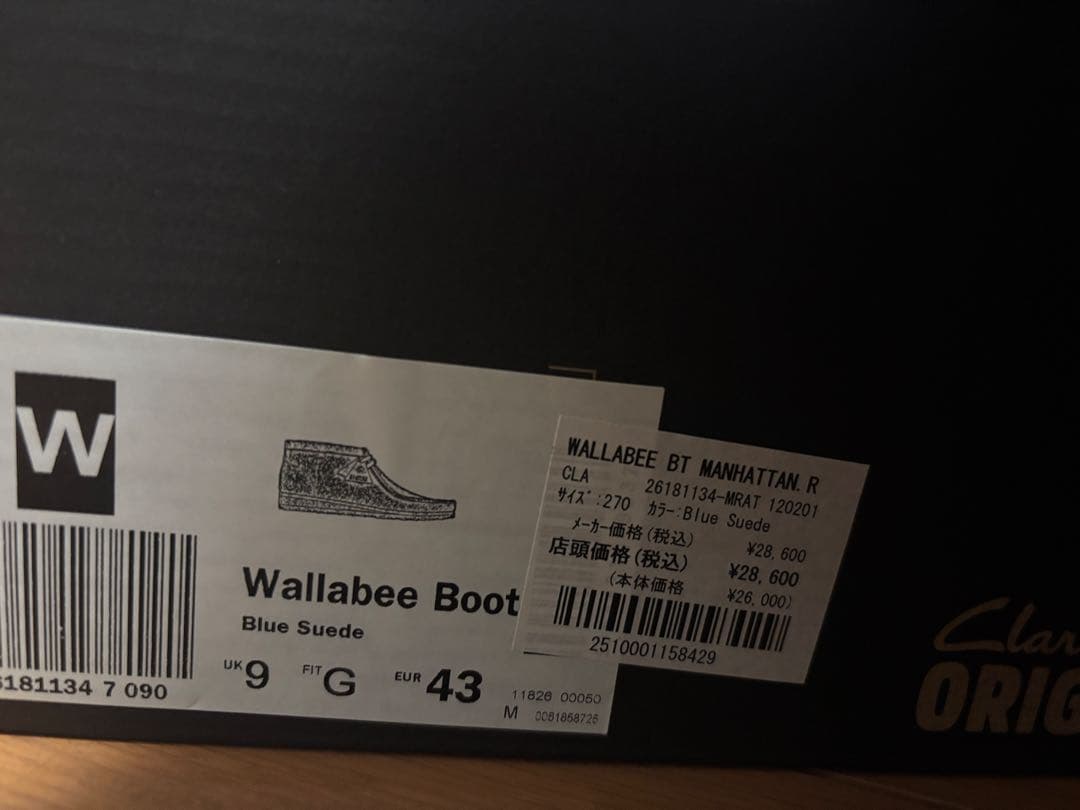 W
Wallabee Boot
Blue Suede
UK 9 FIT G EUR 43
181134 7 090
11826 00050
M 0061858725
WALLABEE BT MANHATTAN.R
CLA 26181134-MRAT 120201
サイズ:270 カラー:Blue Suede
メーカー価格(税込) ¥28,600
店頭価格(税込) ¥28,600
(本体価格 ¥26,000)
2510001158429
Clar
ORIG